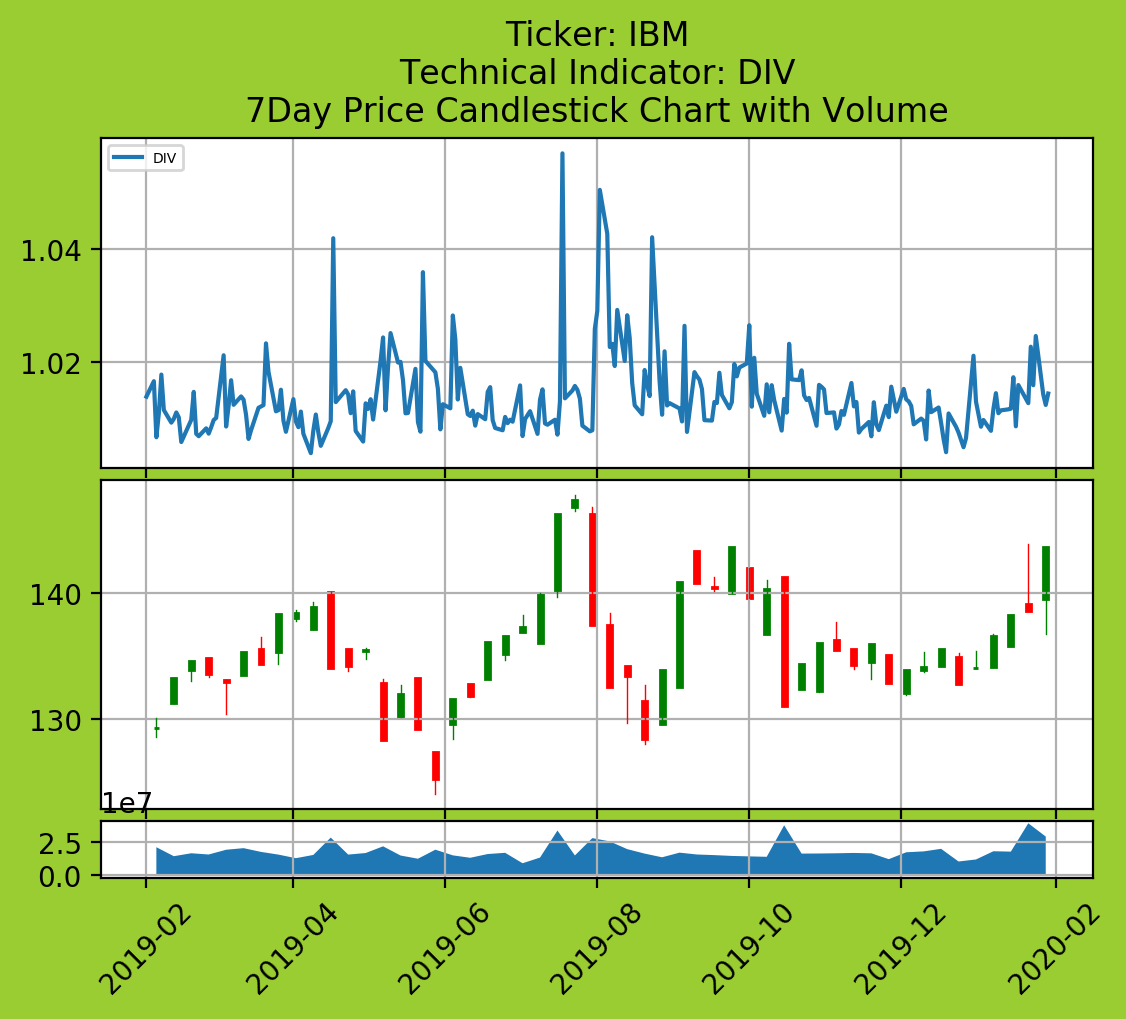 Ticker: IBM
Technical Indicator: DIV
7Day Price Candlestick Chart with Volume
DIV
1.04
1.02
140
130
1e7
2.5
0.0
2019-02
2019-04
2019-06
2019-08
2019-10
2019-12
2020-02